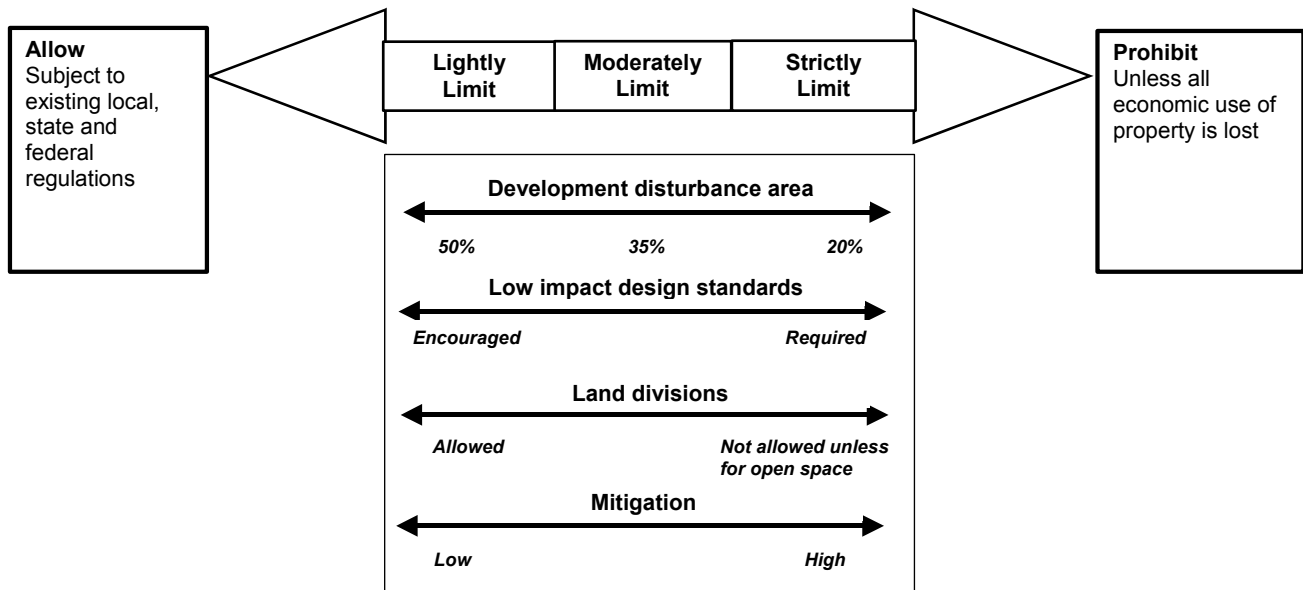 Allow
Subject to
existing local,
state and
federal
regulations
Lightly
Limit
Moderately
Limit
Strictly
Limit
Prohibit
Unless all
economic use of
property is lost
Development disturbance area
50%
35%
20%
Low impact design standards
Encouraged
Required
Land divisions
Allowed
Not allowed unless
for open space
Mitigation
Low
High